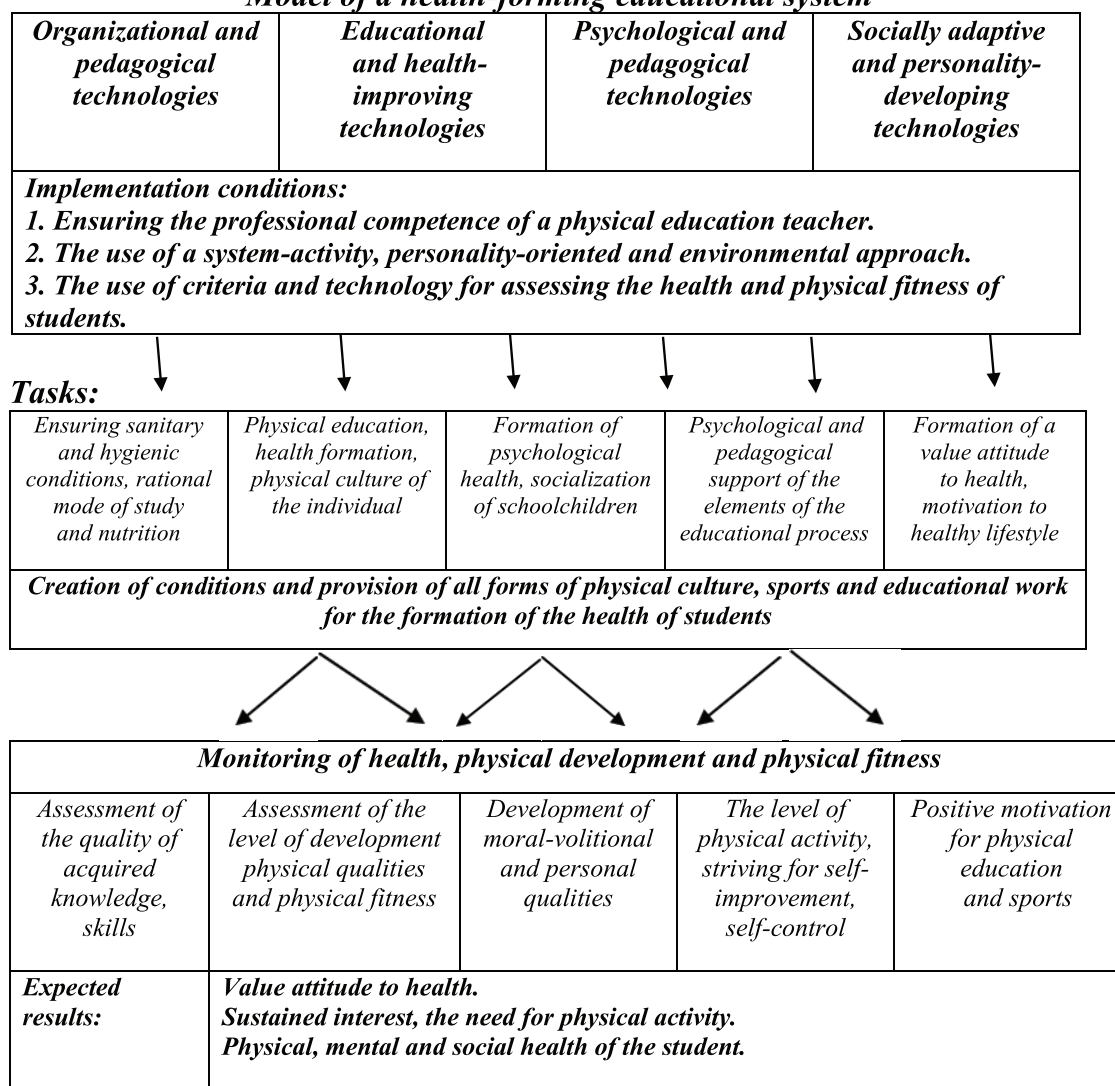 Model of a health-forming educational system
Organizational and
pedagogical
technologies
Educational
and health-
improving
technologies
Psychological and
pedagogical
technologies
Socially adaptive
and personality-
developing
technologies
Implementation conditions:
1. Ensuring the professional competence of a physical education teacher.
2. The use of a system-activity, personality-oriented and environmental approach.
3. The use of criteria and technology for assessing the health and physical fitness of
students.
Tasks:
Ensuring sanitary
and hygienic
conditions, rational
mode of study
and nutrition
Physical education,
health formation,
physical culture of
the individual
Formation of
psychological
health, socialization
of schoolchildren
Psychological and
pedagogical
support of the
elements of the
educational process
Formation of a
value attitude
to health,
motivation to
healthy lifestyle
Creation of conditions and provision of all forms of physical culture, sports and educational work
for the formation of the health of students
Monitoring of health, physical development and physical fitness
Assessment of
the quality of
acquired
knowledge,
skills
Assessment of the
level of development
physical qualities
and physical fitness
Development of
moral-volitional
and personal
qualities
The level of
physical activity,
striving for self-
improvement,
self-control
Positive motivation
for physical
education
and sports
Expected
results:
Value attitude to health.
Sustained interest, the need for physical activity.
Physical, mental and social health of the student.